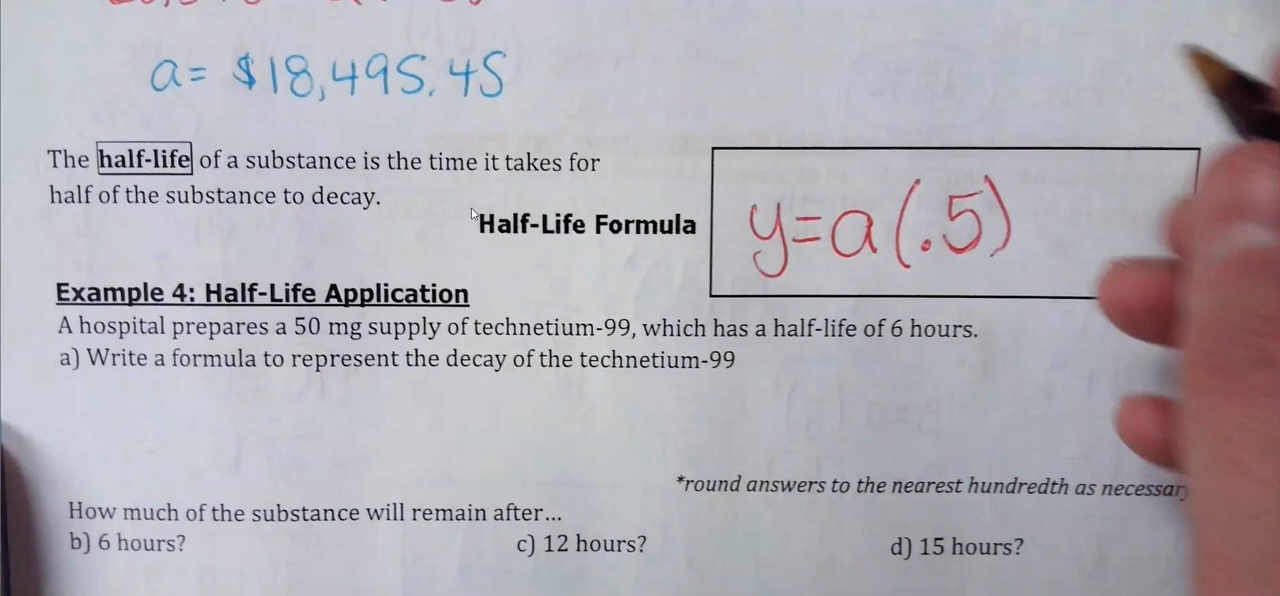 a = $18,495.45
The half-life of a substance is the time it takes for
half of the substance to decay.
Half-Life Formula
y=a(.5)
Example 4: Half-Life Application
A hospital prepares a 50 mg supply of technetium-99, which has a half-life of 6 hours.
a) Write a formula to represent the decay of the technetium-99
*round answers to the nearest hundredth as necessary
How much of the substance will remain after...
b) 6 hours?
c) 12 hours?
d) 15 hours?